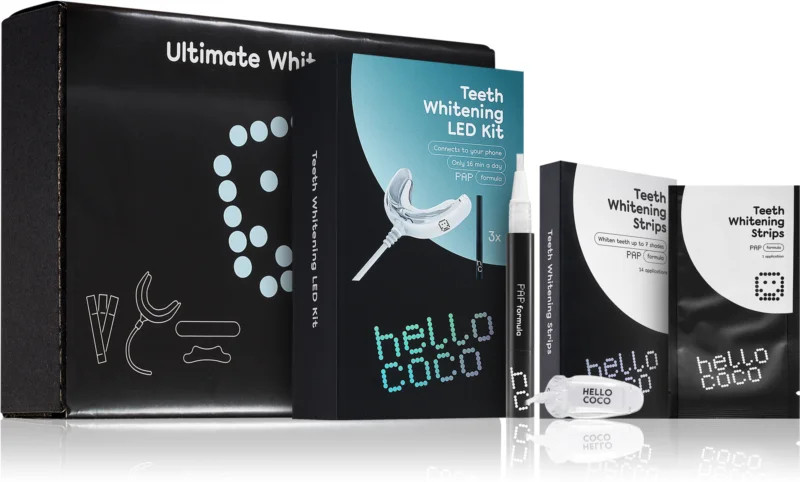 Ultimate Whit
Teeth
Whitening
LED Kit
Connects to your phone
Only 16 min a day
PAP formula
3x
hello
coco
Teeth Whitening LED Kit
PAP formula
HELLO
COCO
Teeth
Whitening
Strips
Whiten teeth up to 7 shades
PAP formula
14 applications
hello
coco
Teeth Whitening Strips
Teeth
Whitening
Strips
PAP formula
1 application
hello
coco